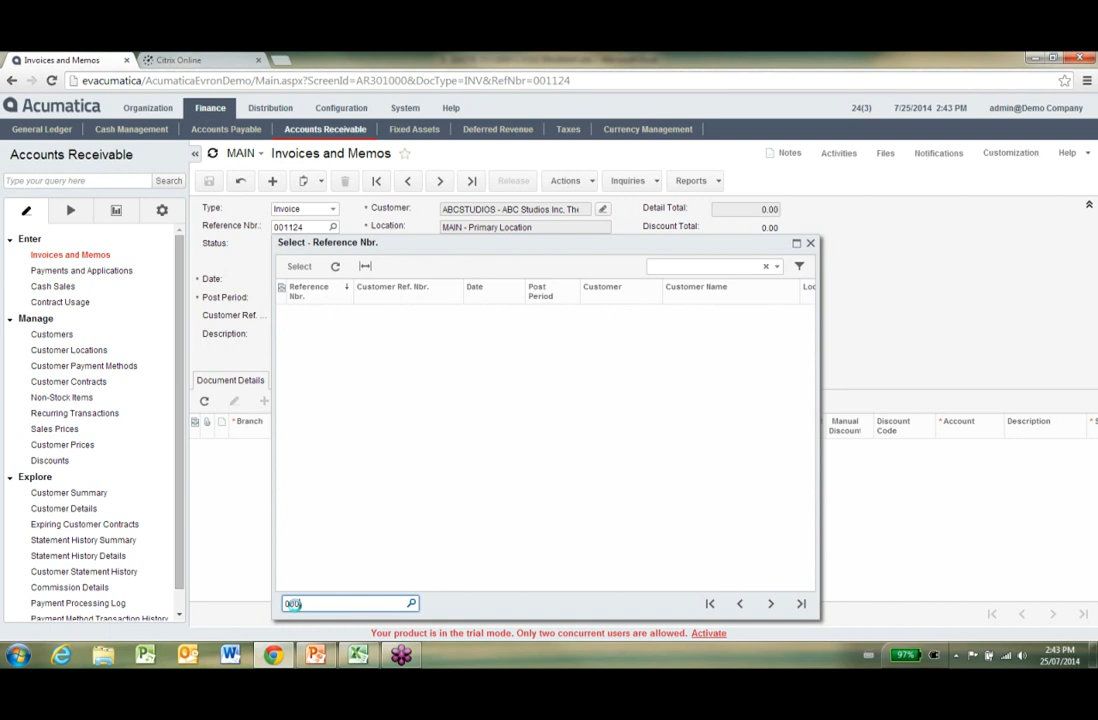 Invoices and Memos
Citrix Online
evacumatica/AcumaticaEvronDemo/Main.aspx?ScreenId=AR301000&DocType=INV&RefNbr=001124
Acumatica
Organization
Finance
Distribution
Configuration
System
Help
24(3)
7/25/2014 2:43 PM
admin@Demo Company
General Ledger
Cash Management
Accounts Payable
Accounts Receivable
Fixed Assets
Deferred Revenue
Taxes
Currency Management
Accounts Receivable
MAIN
Invoices and Memos
Notes
Activities
Files
Notifications
Customization
Help
Type your query here
Search
Release
Actions
Inquiries
Reports
Type:
Invoice
* Customer:
ABCSTUDIOS - ABC Studios Inc, The
Detail Total:
0.00
Reference Nbr.:
001124
* Location:
MAIN - Primary Location
Discount Total:
0.00
Status:
* Date:
* Post Period:
Customer Ref. ...
Description:
Enter
Invoices and Memos
Payments and Applications
Cash Sales
Contract Usage
Manage
Customers
Customer Locations
Customer Payment Methods
Customer Contracts
Non-Stock Items
Recurring Transactions
Sales Prices
Customer Prices
Discounts
Explore
Customer Summary
Customer Details
Expiring Customer Contracts
Statement History Summary
Statement History Details
Customer Statement History
Commission Details
Payment Processing Log
Payment Method Transaction History
Select - Reference Nbr.
Select
Reference Nbr.
Customer Ref. Nbr.
Date
Post Period
Customer
Customer Name
Loc
Document Details
* Branch
Manual Discount
Discount Code
* Account
Description
* S
000
Your product is in the trial mode. Only two concurrent users are allowed. Activate
97%
2:43 PM
25/07/2014